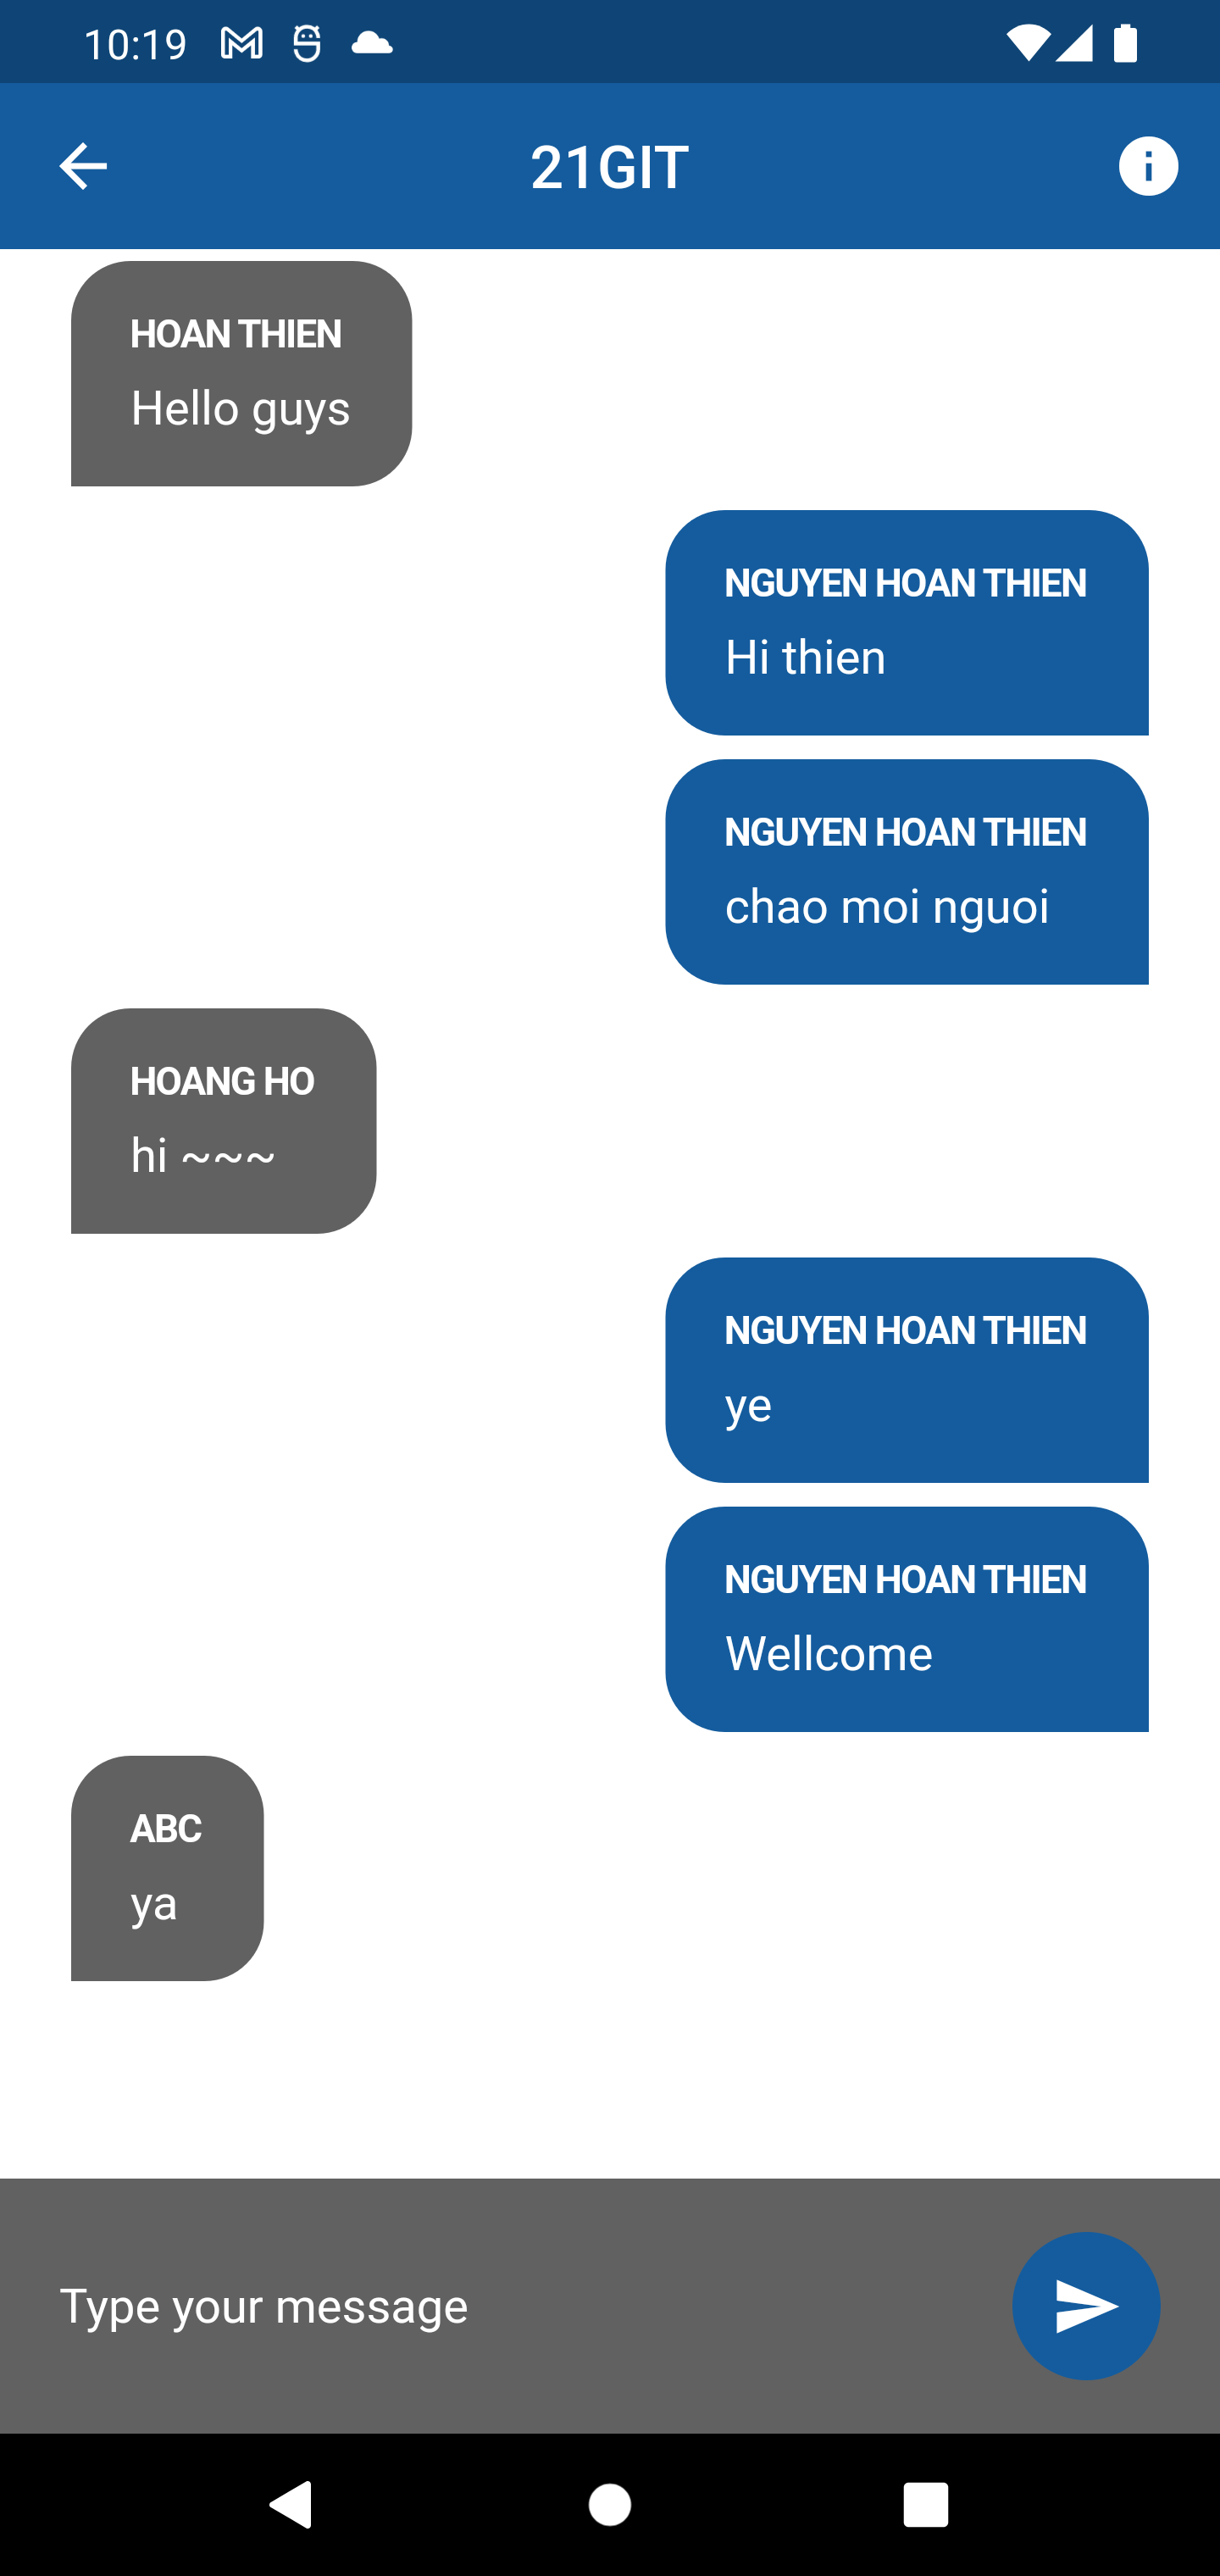 10:19
21GIT
HOAN THIEN
Hello guys
NGUYEN HOAN THIEN
Hi thien
NGUYEN HOAN THIEN
chao moi nguoi
HOANG HO
hi ~~~
NGUYEN HOAN THIEN
ye
NGUYEN HOAN THIEN
Wellcome
ABC
ya
Type your message